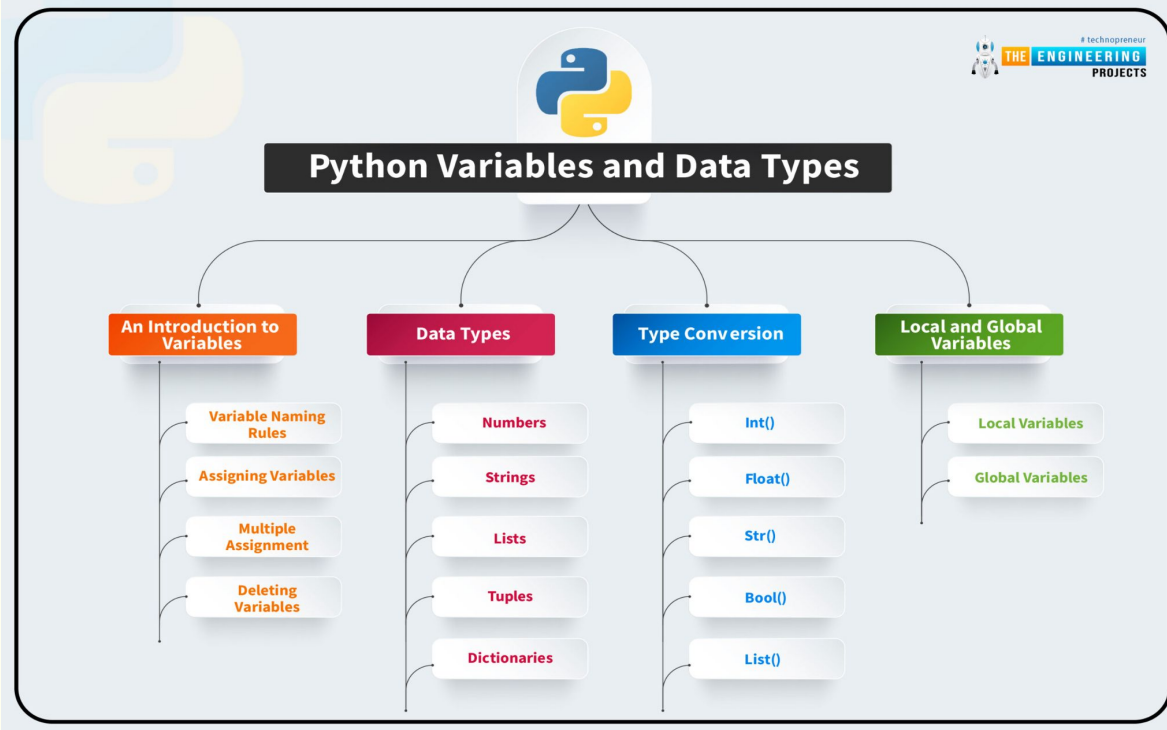 # technopreneur
THE ENGINEERING
PROJECTS
Python Variables and Data Types
An Introduction to
Variables
Variable Naming
Rules
Assigning Variables
Multiple
Assignment
Deleting
Variables
Data Types
Numbers
Strings
Lists
Tuples
Dictionaries
Type Conversion
Int()
Float()
Str()
Bool()
List()
Local and Global
Variables
Local Variables
Global Variables